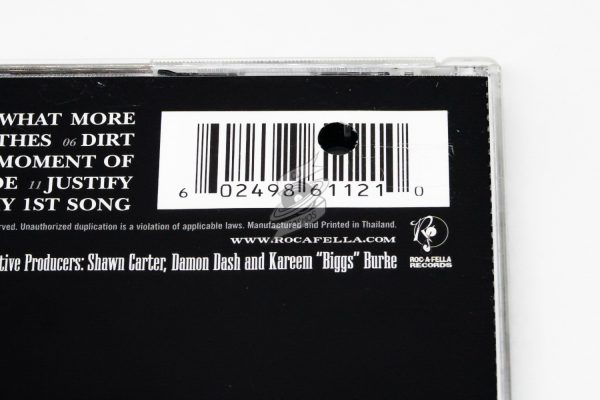 WHAT MORE
THES 06 DIRT
MOMENT OF
DE 11 JUSTIFY
Y 1ST SONG
6 02498 61121 0
rved. Unauthorized duplication is a violation of applicable laws. Manufactured and Printed in Thailand.
WWW.ROCAFELLA.COM
tive Producers: Shawn Carter, Damon Dash and Kareem "Biggs" Burke
ROC-A-FELLA
RECORDS